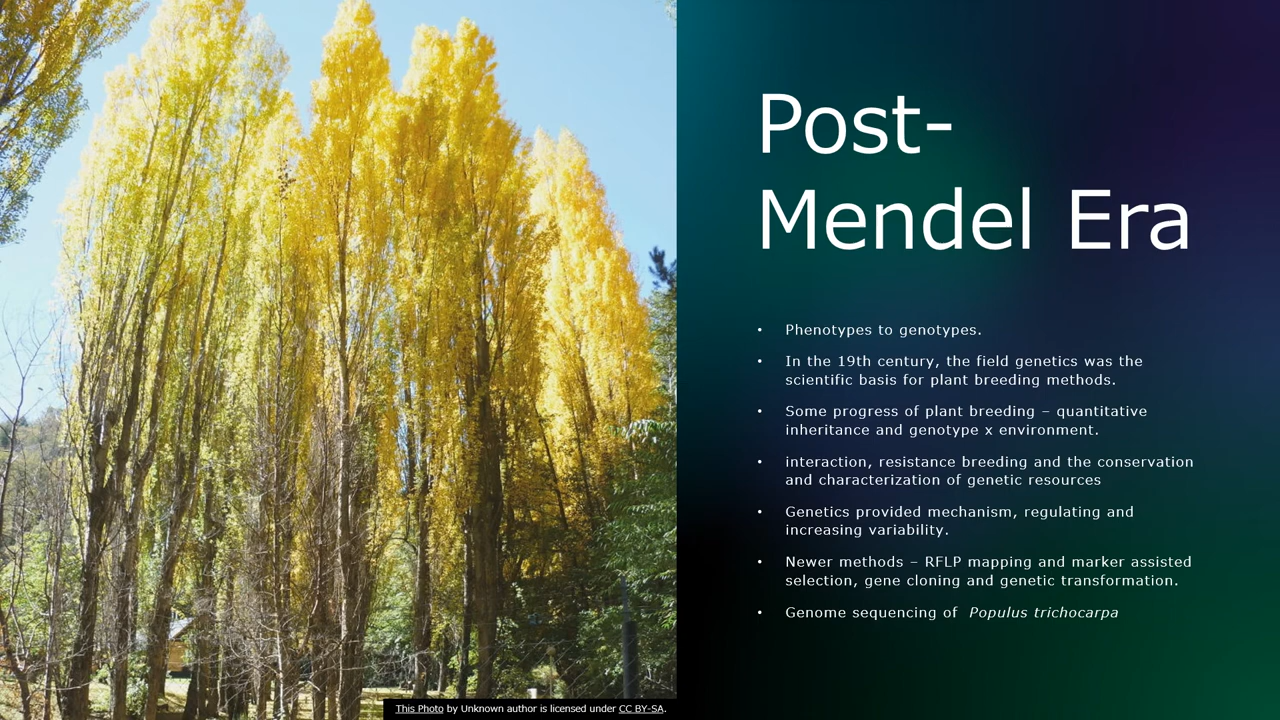 Post-
Mendel Era
• Phenotypes to genotypes.
• In the 19th century, the field genetics was the
scientific basis for plant breeding methods.
• Some progress of plant breeding – quantitative
inheritance and genotype x environment.
• interaction, resistance breeding and the conservation
and characterization of genetic resources
• Genetics provided mechanism, regulating and
increasing variability.
• Newer methods – RFLP mapping and marker assisted
selection, gene cloning and genetic transformation.
• Genome sequencing of Populus trichocarpa
This Photo by Unknown author is licensed under CC BY-SA.